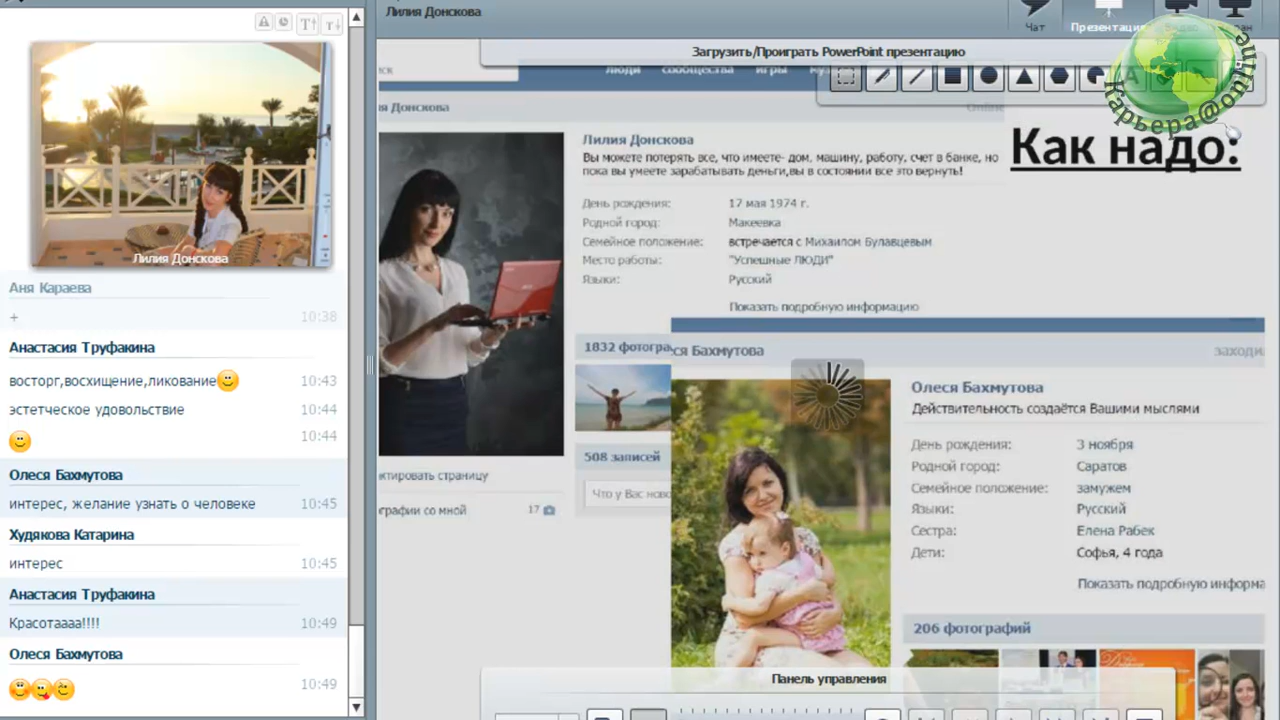 Лилия Донскова
Аня Караева
+
10:38
Анастасия Труфакина
восторг,восхищение,ликование
10:43
эстетческое удовольствие
10:44
10:44
Олеся Бахмутова
интерес, желание узнать о человеке
10:45
Худякова Катарина
интерес
10:45
Анастасия Труфакина
Красотаааа!!!!
10:49
Олеся Бахмутова
10:49
Лилия Донскова
Чат
Презентация
Загрузить/Проиграть PowerPoint презентацию
люди сообщества игры
Донскова
Online
Карьера@online
Как надо:
Лилия Донскова
Вы можете потерять все, что имеете- дом, машину, работу, счет в банке, но
пока вы умеете зарабатывать деньги,вы в состоянии все это вернуть!
День рождения: 17 мая 1974 г.
Родной город: Макеевка
Семейное положение: встречается с Михаилом Булавцевым
Место работы: "Успешные ЛЮДИ"
Языки: Русский
Показать подробную информацию
1832 фотогра
508 записей
Что у Вас ново
ктировать страницу
графии со мной 17
ся Бахмутова
заходи
Олеся Бахмутова
Действительность создаётся Вашими мыслями
День рождения: 3 ноября
Родной город: Саратов
Семейное положение: замужем
Языки: Русский
Сестра: Елена Рабек
Дети: Софья, 4 года
Показать подробную информа
206 фотографий
Панель управления